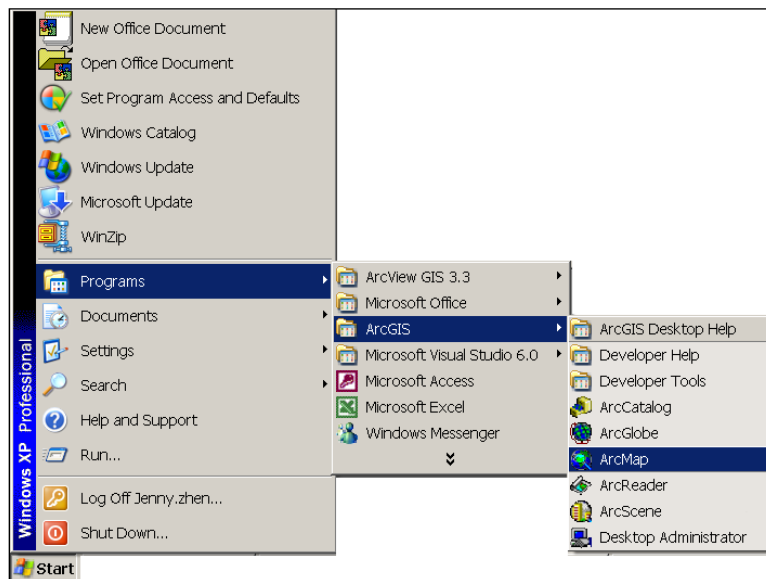 New Office Document
Open Office Document
Set Program Access and Defaults
Windows Catalog
Windows Update
Microsoft Update
WinZip
Programs
Documents
Settings
Search
Help and Support
Run...
Log Off Jenny.zhen...
Shut Down...
Windows XP Professional
Start
ArcView GIS 3.3
Microsoft Office
ArcGIS
Microsoft Visual Studio 6.0
Microsoft Access
Microsoft Excel
Windows Messenger
ArcGIS Desktop Help
Developer Help
Developer Tools
ArcCatalog
ArcGlobe
ArcMap
ArcReader
ArcScene
Desktop Administrator